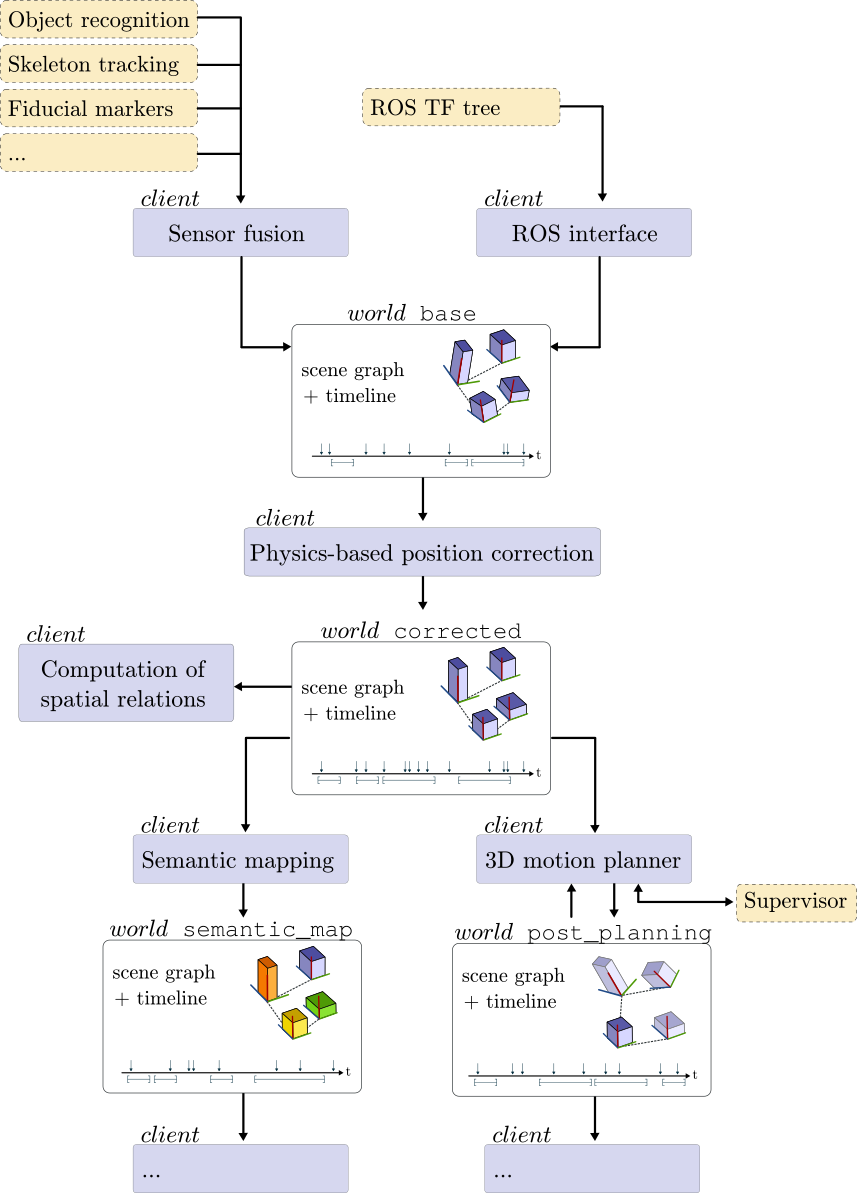 Object recognition
Skeleton tracking
Fiducial markers
...
ROS TF tree
client
Sensor fusion
client
ROS interface
world base
scene graph
+ timeline
t
client
Physics-based position correction
world corrected
scene graph
+ timeline
t
client
Computation of
spatial relations
client
Semantic mapping
client
3D motion planner
Supervisor
world semantic_map
scene graph
+ timeline
t
world post_planning
scene graph
+ timeline
t
client
...
client
...